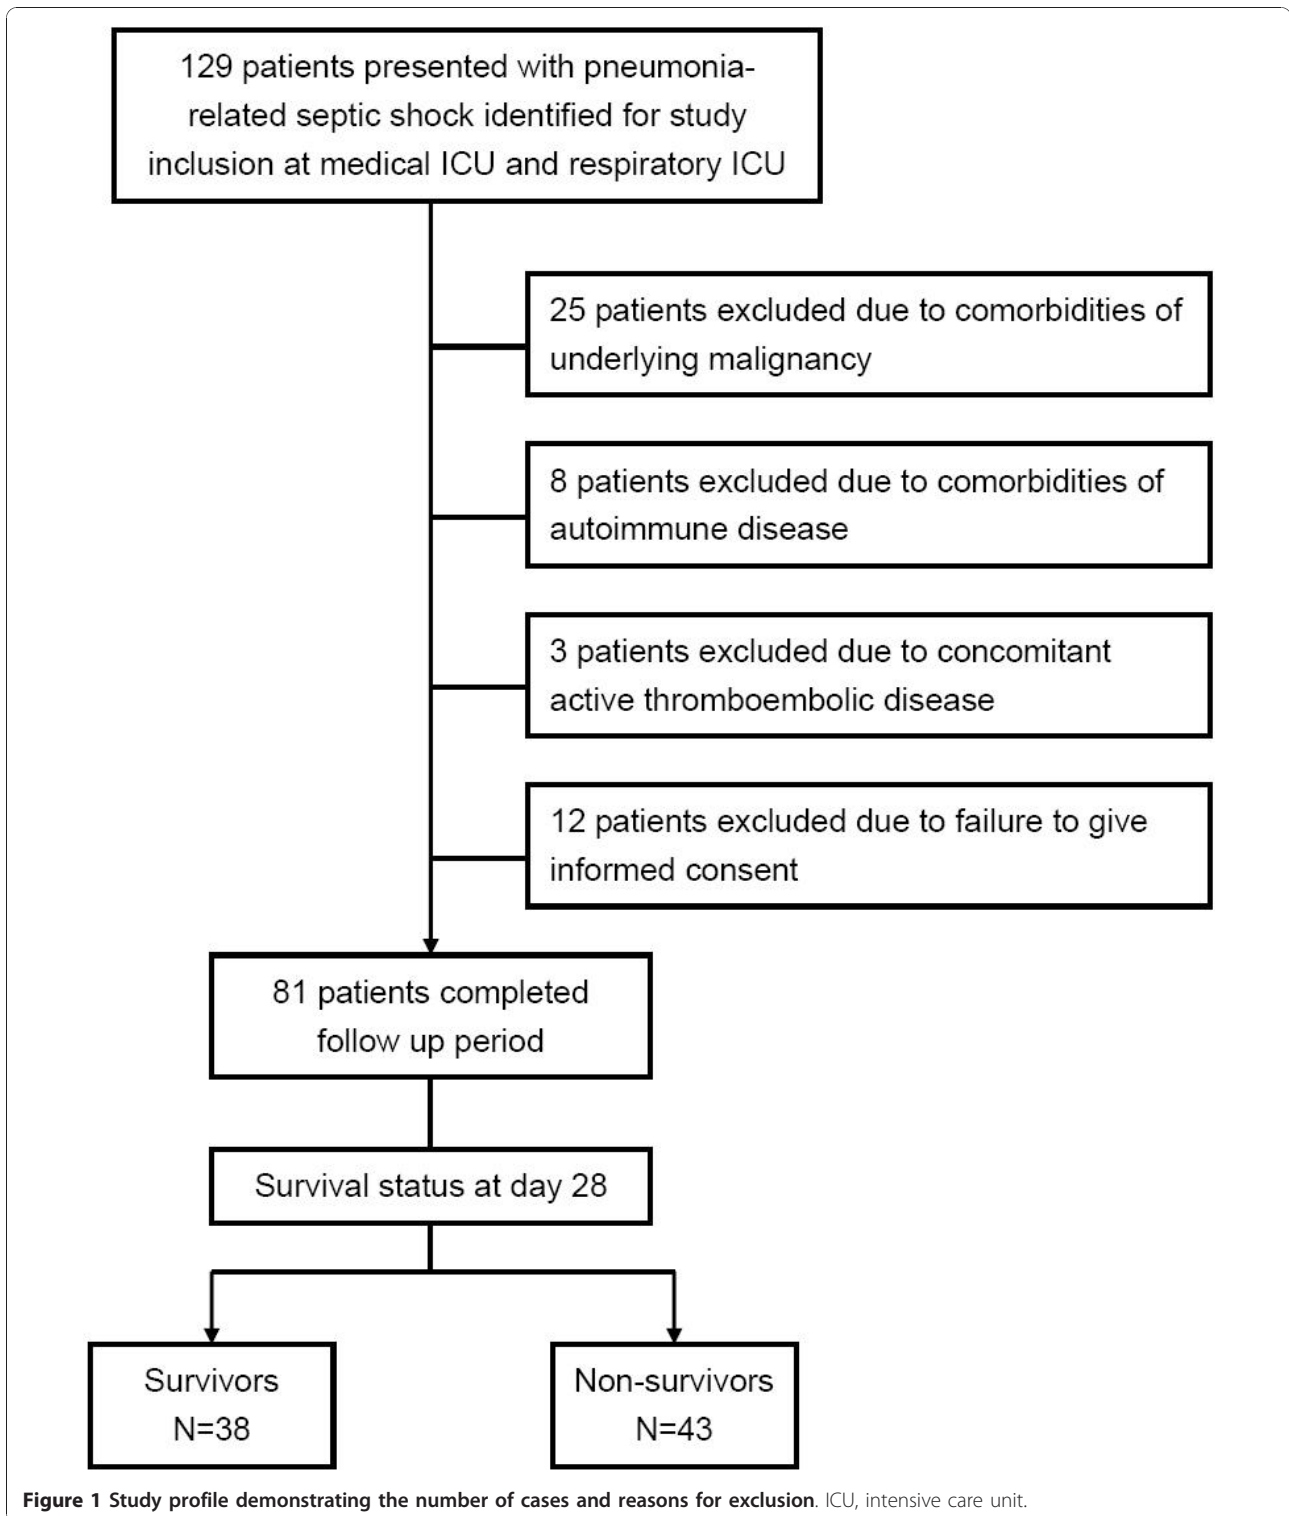 129 patients presented with pneumonia-
related septic shock identified for study
inclusion at medical ICU and respiratory ICU
25 patients excluded due to comorbidities of
underlying malignancy
8 patients excluded due to comorbidities of
autoimmune disease
3 patients excluded due to concomitant
active thromboembolic disease
12 patients excluded due to failure to give
informed consent
81 patients completed
follow up period
Survival status at day 28
Survivors
N=38
Non-survivors
N=43
Figure 1 Study profile demonstrating the number of cases and reasons for exclusion. ICU, intensive care unit.